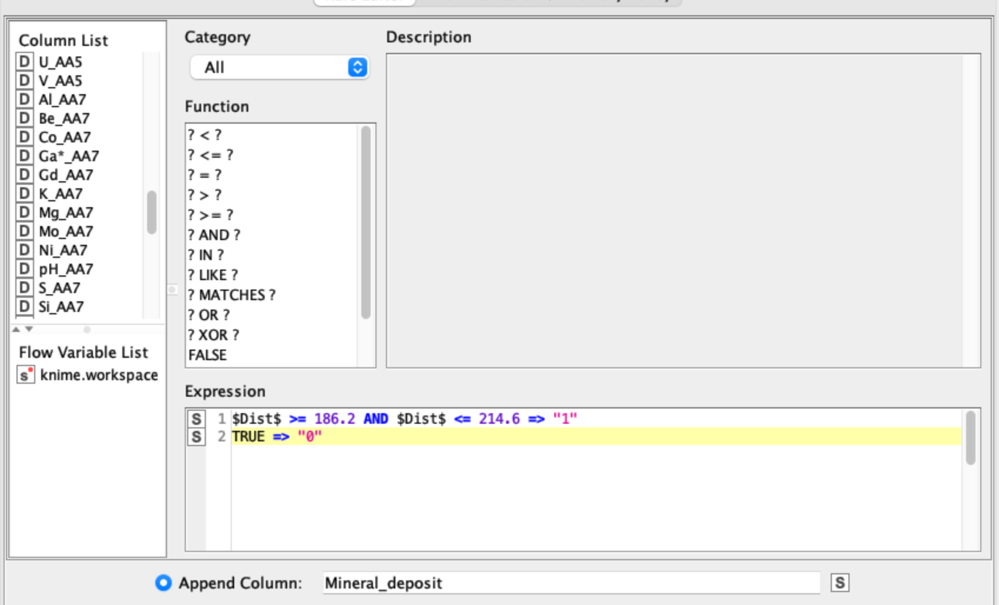 Column List
D U_AA5
D V_AA5
D Al_AA7
D Be_AA7
D Co_AA7
D Ga*_AA7
D Gd_AA7
D K_AA7
D Mg_AA7
D Mo_AA7
D Ni_AA7
D pH_AA7
D S_AA7
D Si_AA7
Flow Variable List
s knime.workspace
Category
All
Function
? < ?
? <= ?
? = ?
? > ?
? >= ?
? AND ?
? IN ?
? LIKE ?
? MATCHES ?
? OR ?
? XOR ?
FALSE
Description
Expression
S 1 $Dist$ >= 186.2 AND $Dist$ <= 214.6 => "1"
S 2 TRUE => "0"
Append Column: Mineral_deposit S